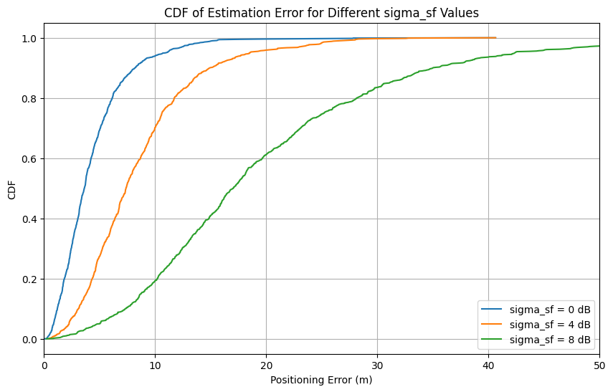 CDF of Estimation Error for Different sigma_sf Values
CDF
1.0
0.8
0.6
0.4
0.2
0.0
0 10 20 30 40 50
Positioning Error (m)
sigma_sf = 0 dB
sigma_sf = 4 dB
sigma_sf = 8 dB